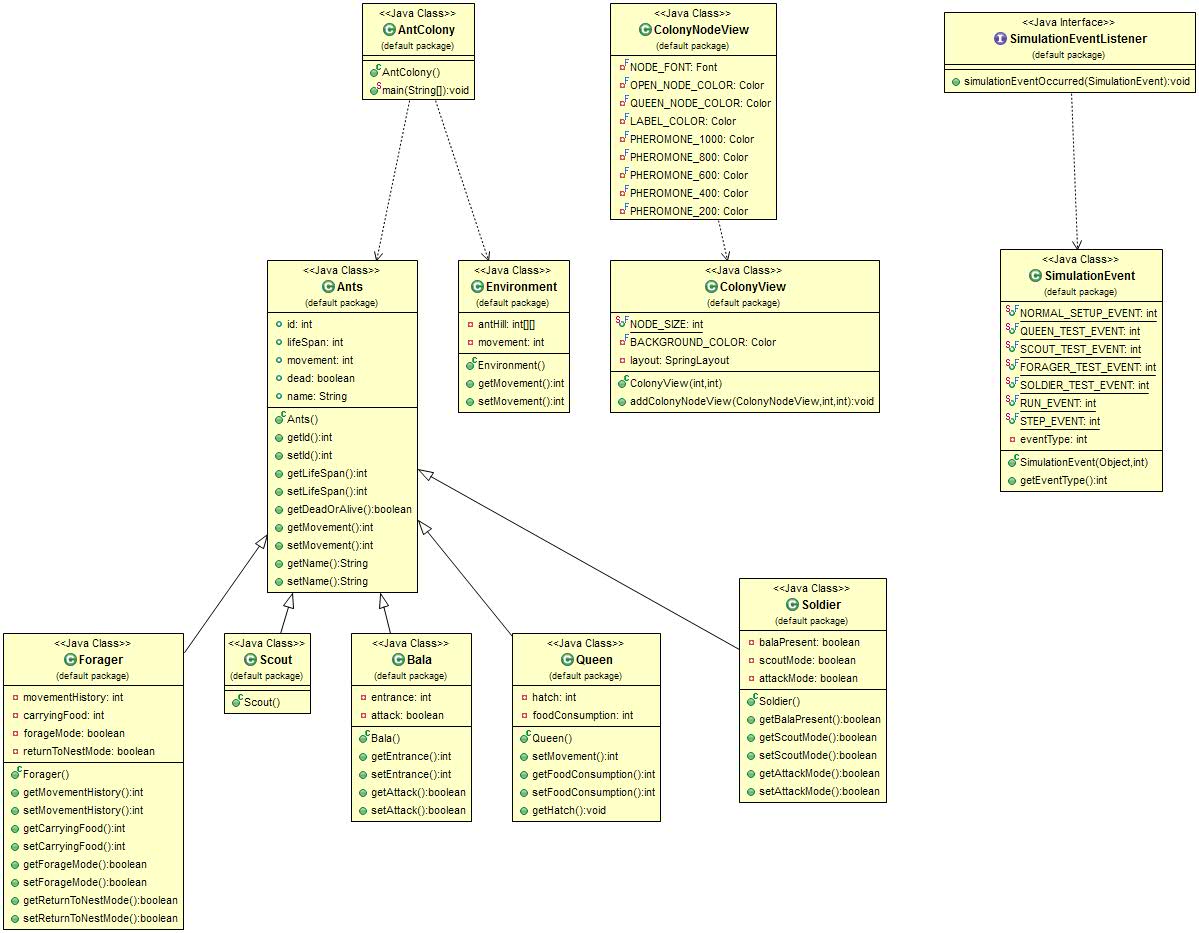 <<Java Class>>
AntColony
(default package)
AntColony()
main(String[]):void
<<Java Class>>
ColonyNodeView
(default package)
NODE_FONT: Font
OPEN_NODE_COLOR: Color
QUEEN_NODE_COLOR: Color
LABEL_COLOR: Color
PHEROMONE_1000: Color
PHEROMONE_800: Color
PHEROMONE_600: Color
PHEROMONE_400: Color
PHEROMONE_200: Color
<<Java Interface>>
SimulationEventListener
(default package)
simulationEventOccurred(SimulationEvent):void
<<Java Class>>
Ants
(default package)
id: int
lifeSpan: int
movement: int
dead: boolean
name: String
Ants()
getId():int
setId():int
getLifeSpan():int
setLifeSpan():int
getDeadOrAlive():boolean
getMovement():int
setMovement():int
getName():String
setName():String
<<Java Class>>
Environment
(default package)
antHill: int[][]
movement: int
Environment()
getMovement():int
setMovement():int
<<Java Class>>
ColonyView
(default package)
NODE_SIZE: int
BACKGROUND_COLOR: Color
layout: SpringLayout
ColonyView(int,int)
addColonyNodeView(ColonyNodeView,int,int):void
<<Java Class>>
SimulationEvent
(default package)
NORMAL_SETUP_EVENT: int
QUEEN_TEST_EVENT: int
SCOUT_TEST_EVENT: int
FORAGER_TEST_EVENT: int
SOLDIER_TEST_EVENT: int
RUN_EVENT: int
STEP_EVENT: int
eventType: int
SimulationEvent(Object,int)
getEventType():int
<<Java Class>>
Forager
(default package)
movementHistory: int
carryingFood: int
forageMode: boolean
returnToNestMode: boolean
Forager()
getMovementHistory():int
setMovementHistory():int
getCarryingFood():int
setCarryingFood():int
getForageMode():boolean
setForageMode():boolean
getReturnToNestMode():boolean
setReturnToNestMode():boolean
<<Java Class>>
Scout
(default package)
Scout()
<<Java Class>>
Bala
(default package)
entrance: int
attack: boolean
Bala()
getEntrance():int
setEntrance():int
getAttack():boolean
setAttack():boolean
<<Java Class>>
Queen
(default package)
hatch: int
foodConsumption: int
Queen()
setMovement():int
getFoodConsumption():int
setFoodConsumption():int
getHatch():void
<<Java Class>>
Soldier
(default package)
balaPresent: boolean
scoutMode: boolean
attackMode: boolean
Soldier()
getBalaPresent():boolean
getScoutMode():boolean
setScoutMode():boolean
getAttackMode():boolean
setAttackMode():boolean